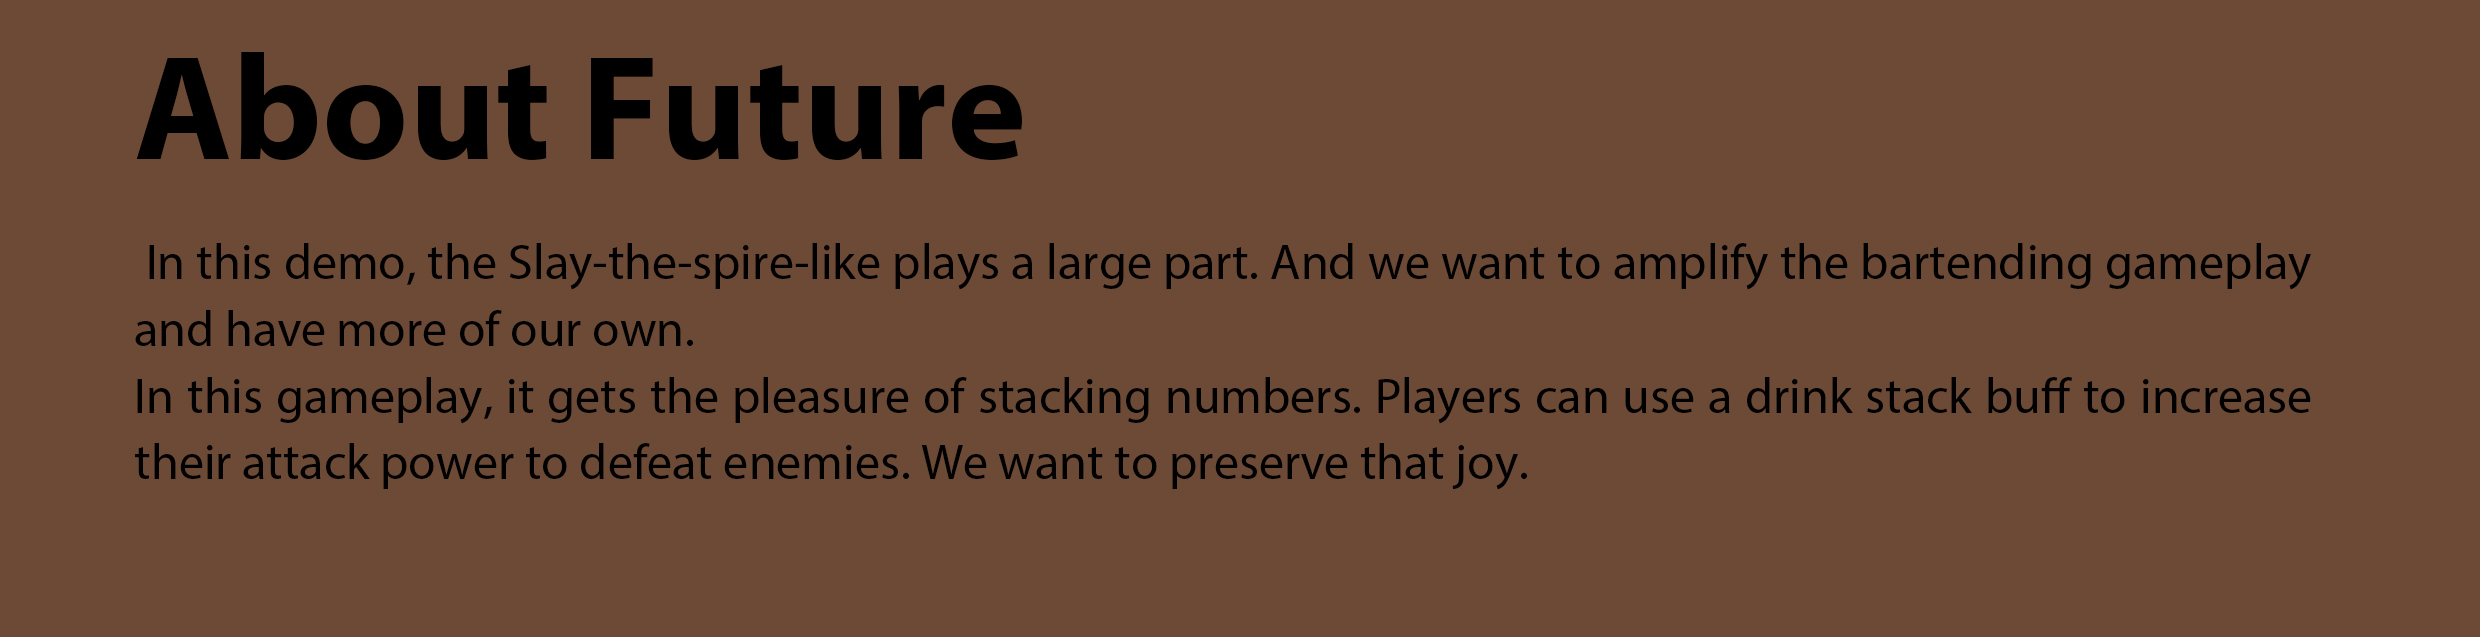 About Future
In this demo, the Slay-the-spire-like plays a large part. And we want to amplify the bartending gameplay
and have more of our own.
In this gameplay, it gets the pleasure of stacking numbers. Players can use a drink stack buff to increase
their attack power to defeat enemies. We want to preserve that joy.